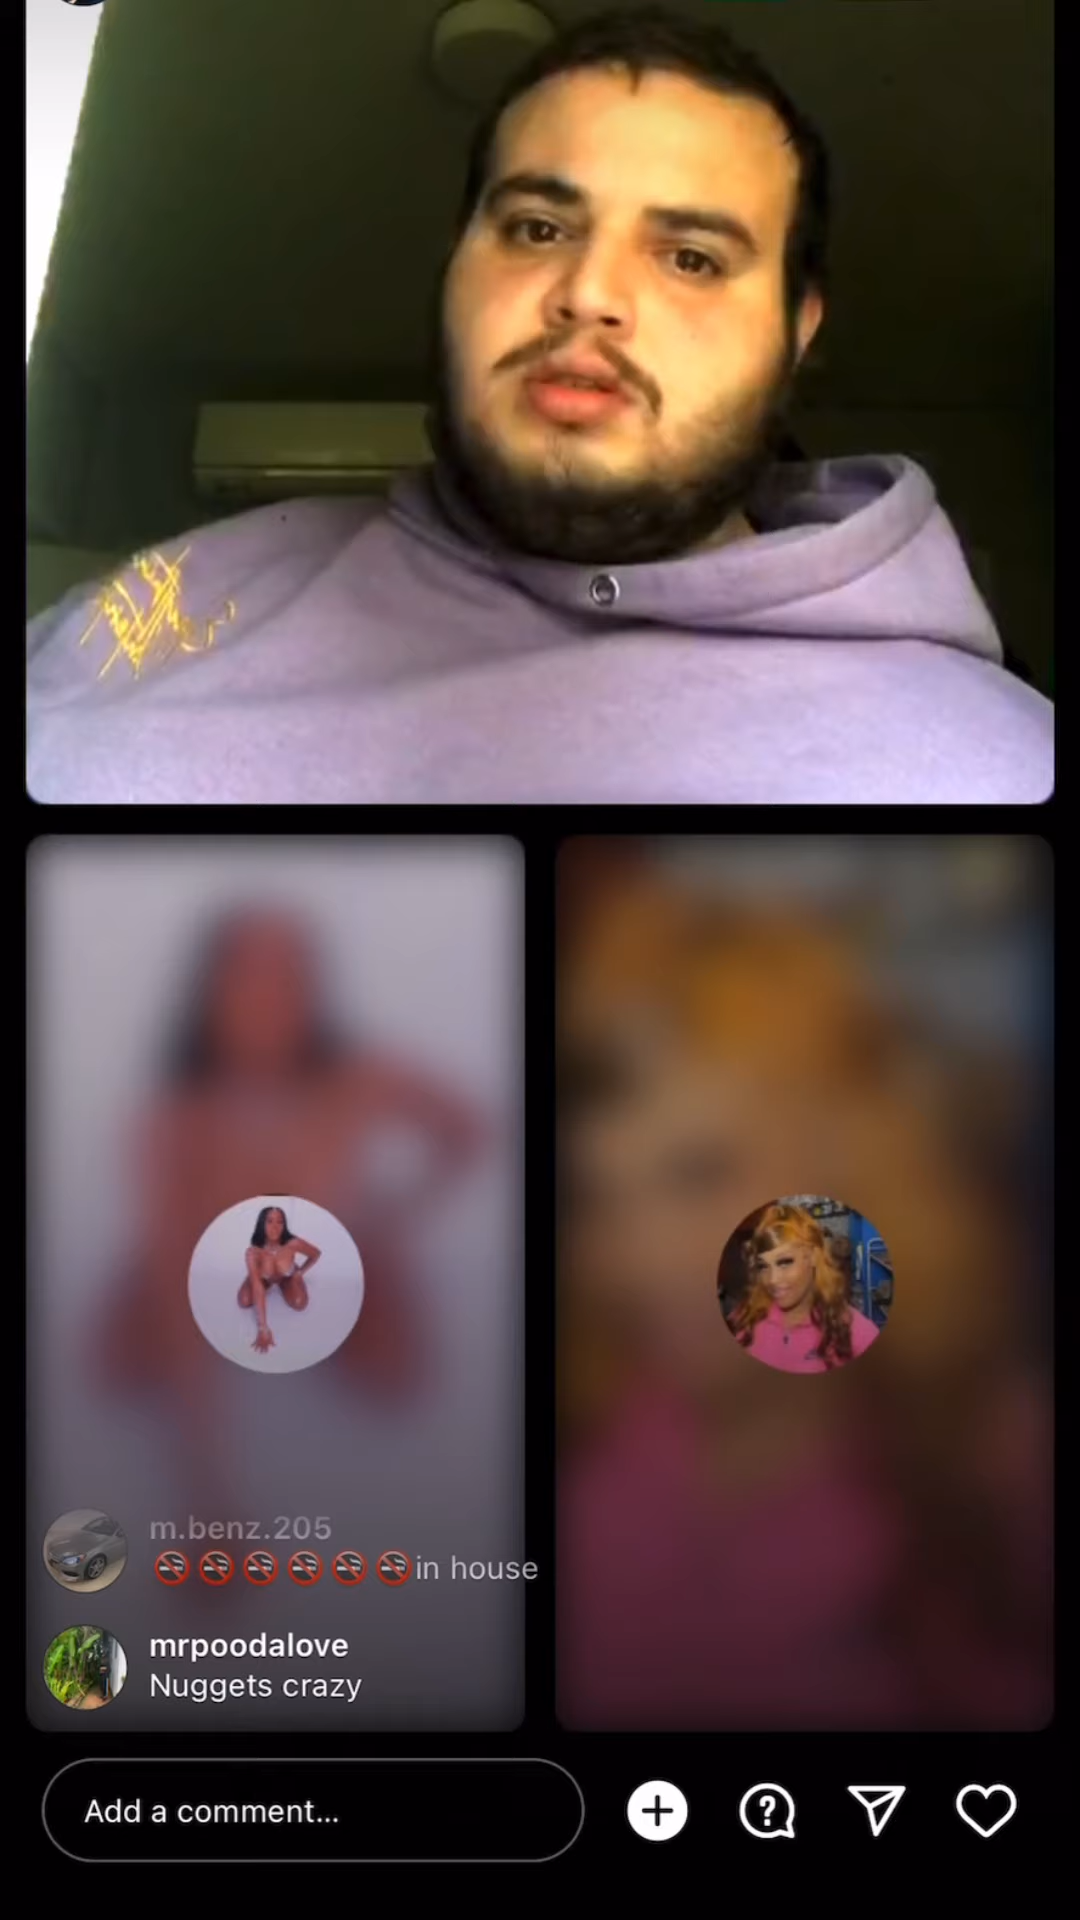 m.benz.205
🚭🚭🚭🚭🚭🚭in house
mrpoodalove
Nuggets crazy
Add a comment...